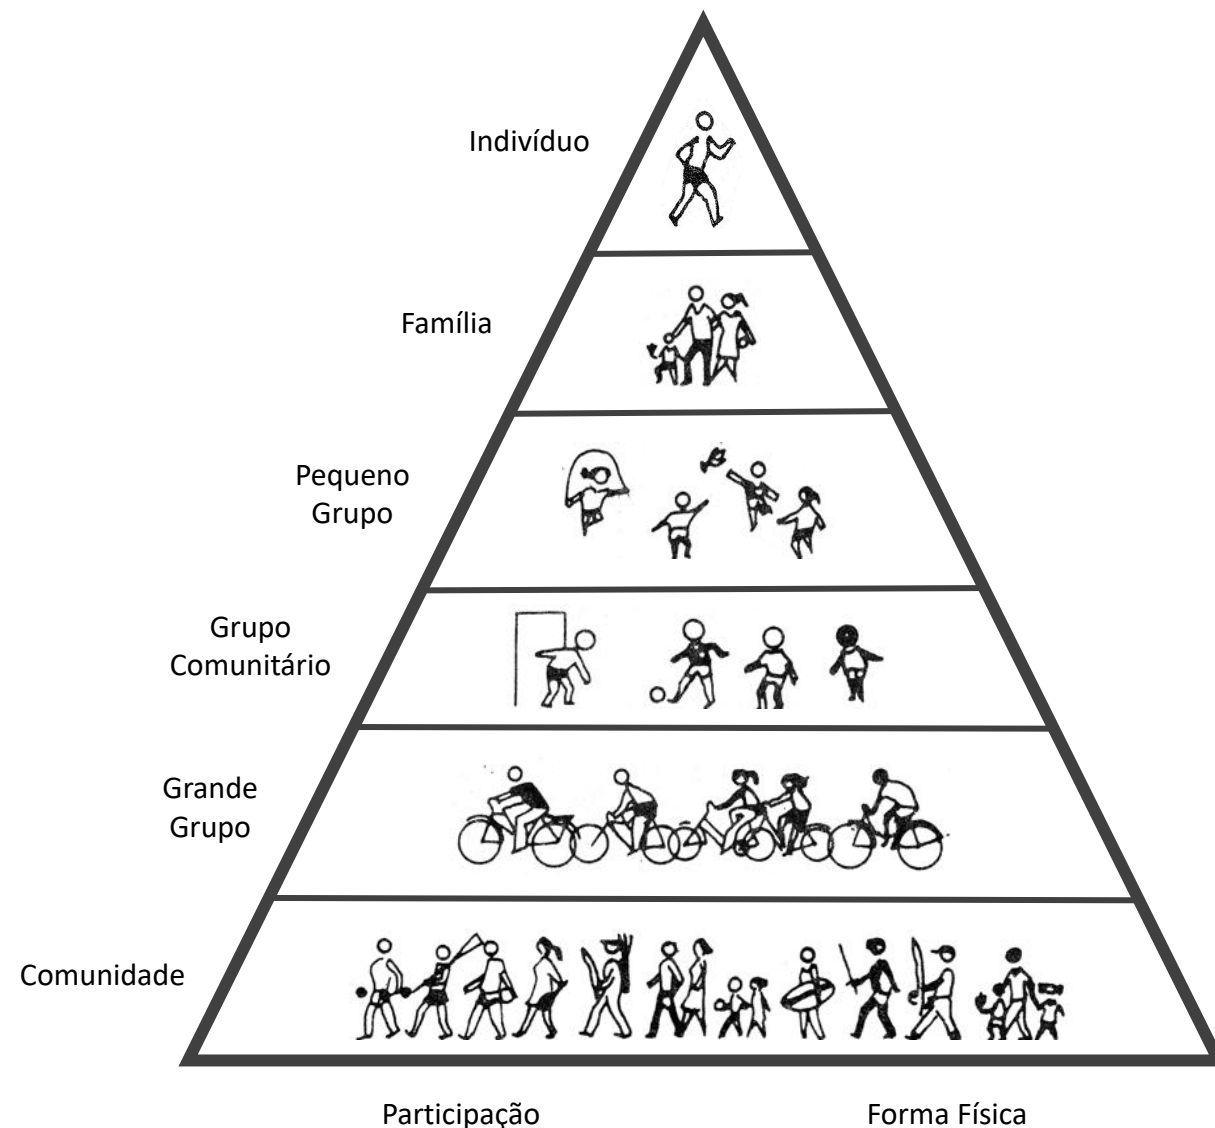 Indivíduo
Família
Pequeno
Grupo
Grupo
Comunitário
Grande
Grupo
Comunidade
Participação
Forma Física